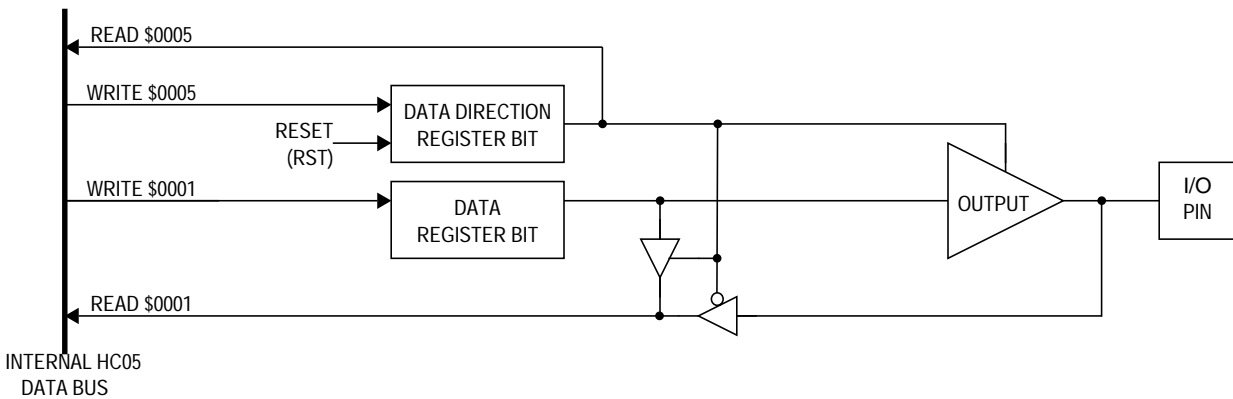 READ $0005
WRITE $0005
DATA DIRECTION
REGISTER BIT
RESET
(RST)
WRITE $0001
DATA
REGISTER BIT
OUTPUT
I/O
PIN
READ $0001
INTERNAL HC05
DATA BUS